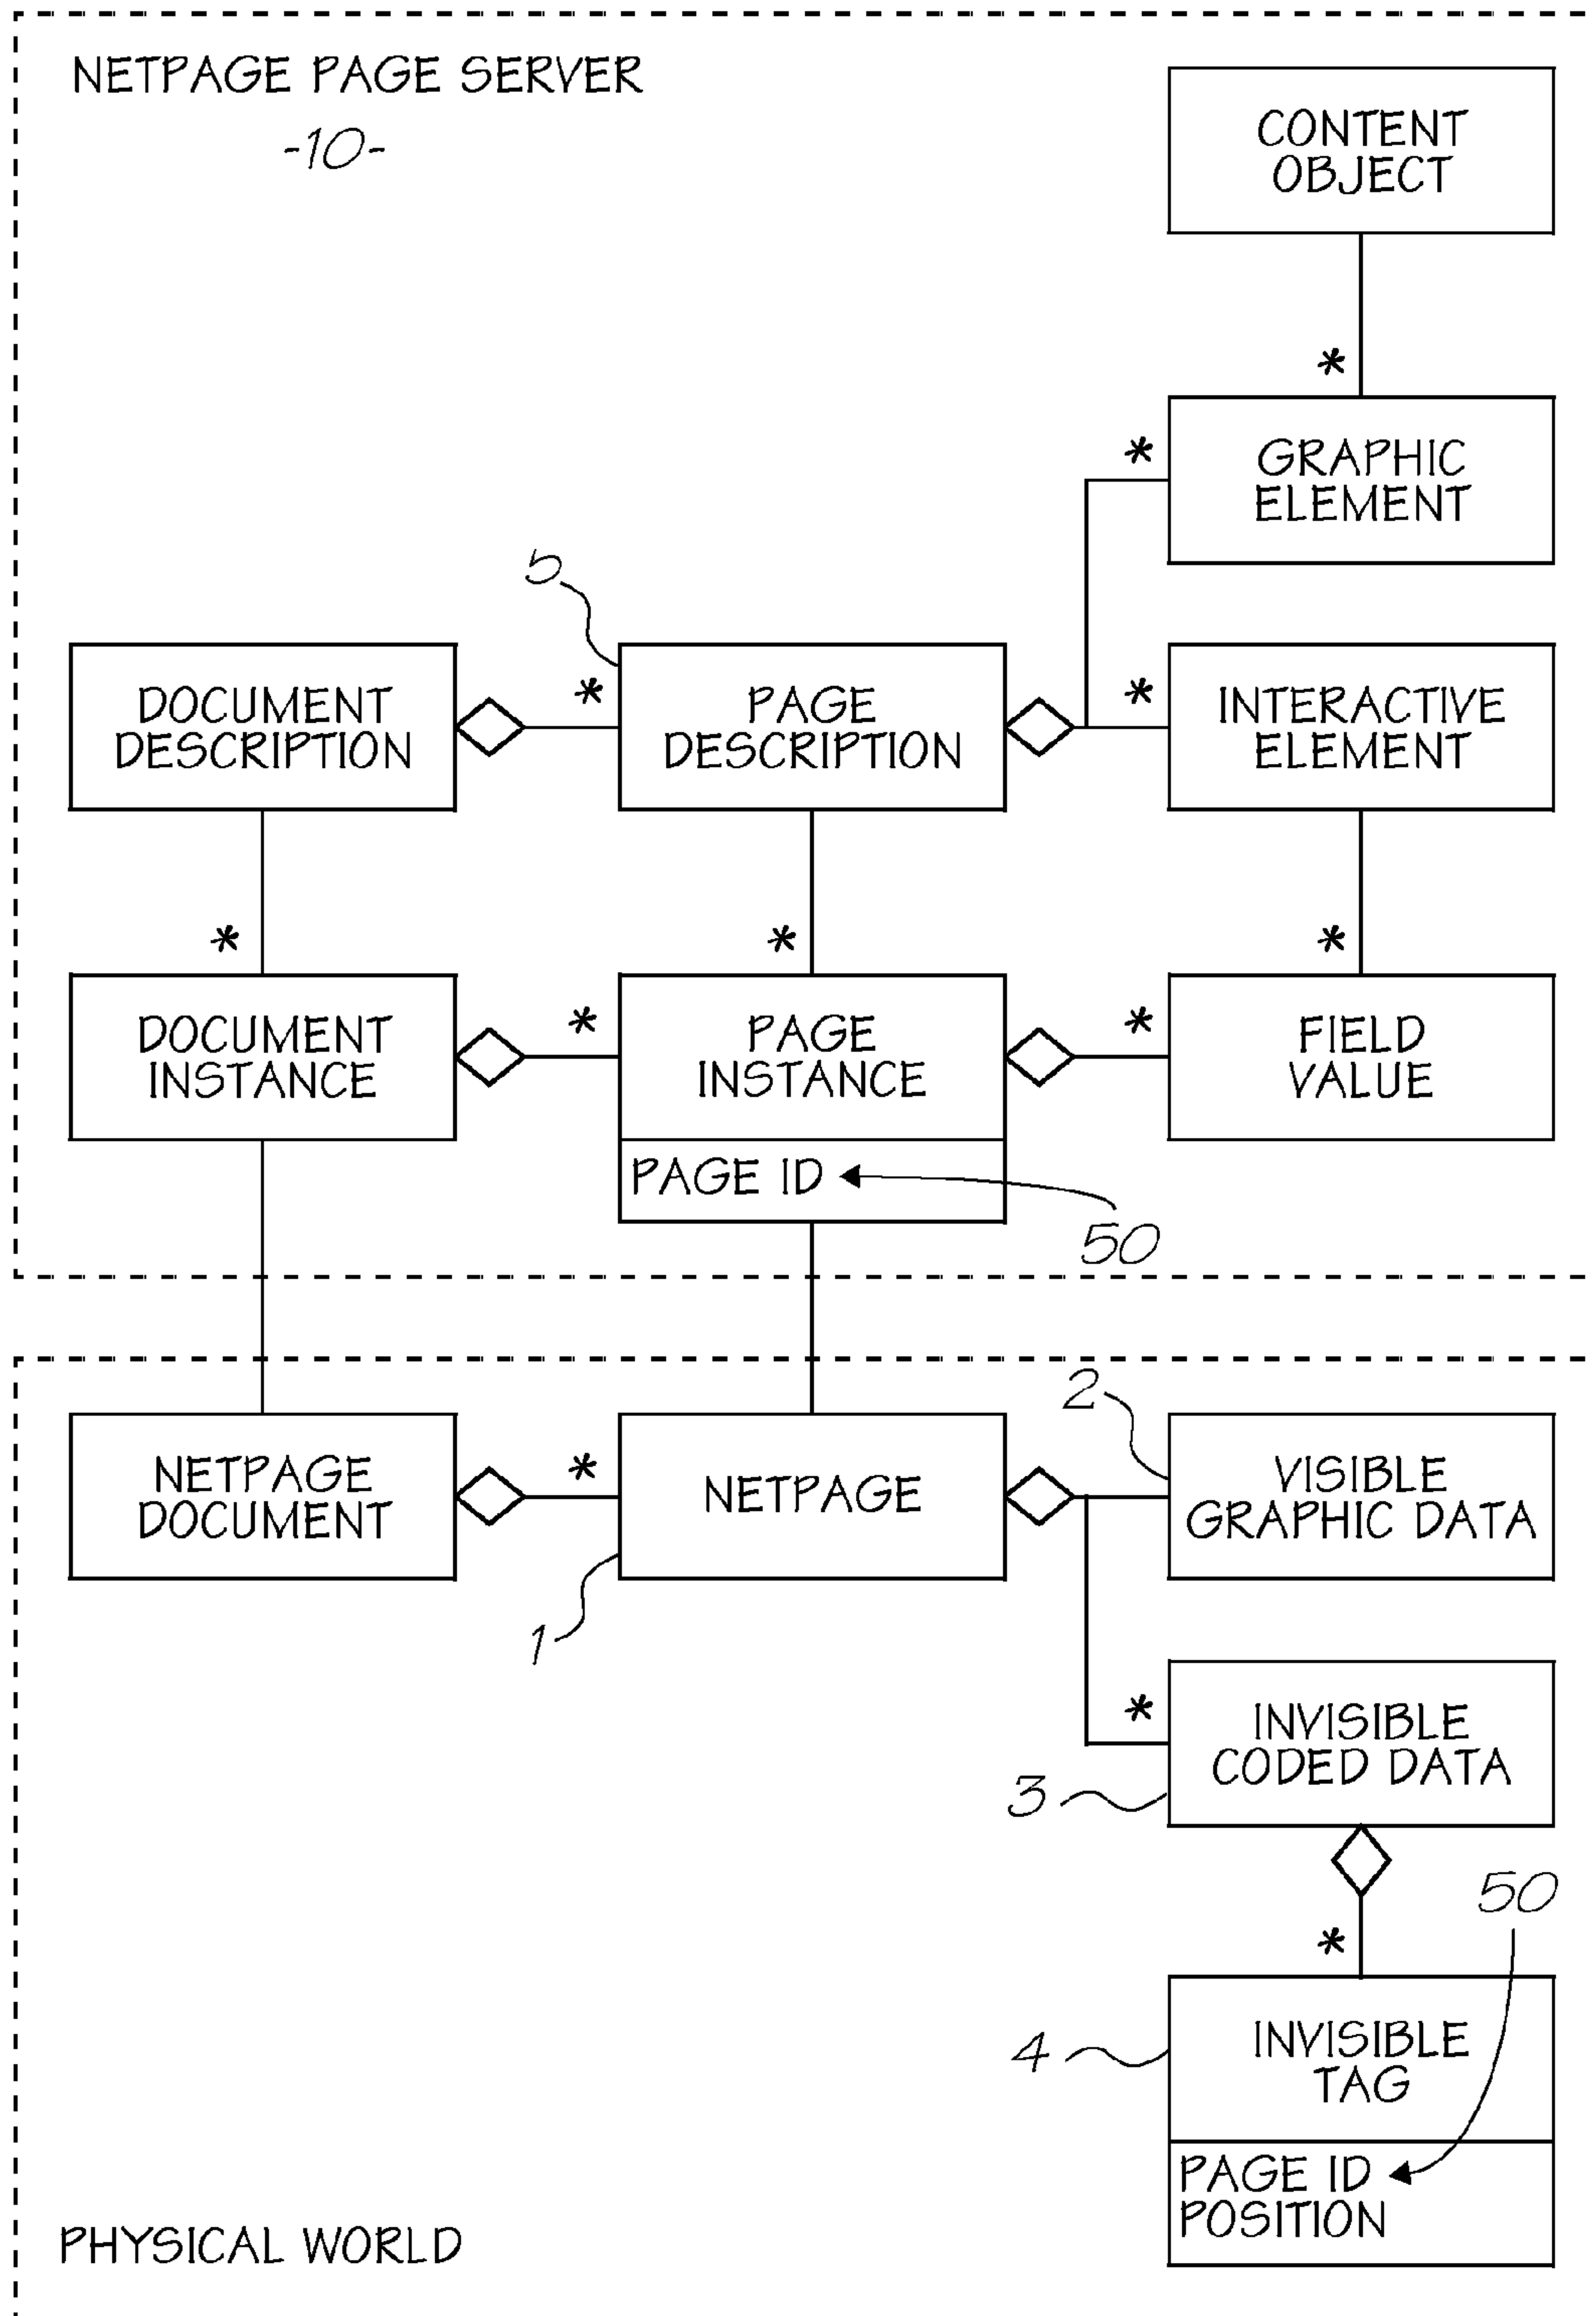 NETPAGE PAGE SERVER
-10-
CONTENT
OBJECT
*
*
GRAPHIC
ELEMENT
5
DOCUMENT
DESCRIPTION
*
PAGE
DESCRIPTION
*
INTERACTIVE
ELEMENT
*
*
*
DOCUMENT
INSTANCE
*
PAGE
INSTANCE
*
FIELD
VALUE
PAGE ID
50
NETPAGE
DOCUMENT
*
NETPAGE
1
2
VISIBLE
GRAPHIC DATA
*
INVISIBLE
CODED DATA
3
50
*
4
INVISIBLE
TAG
PAGE ID
POSITION
PHYSICAL WORLD